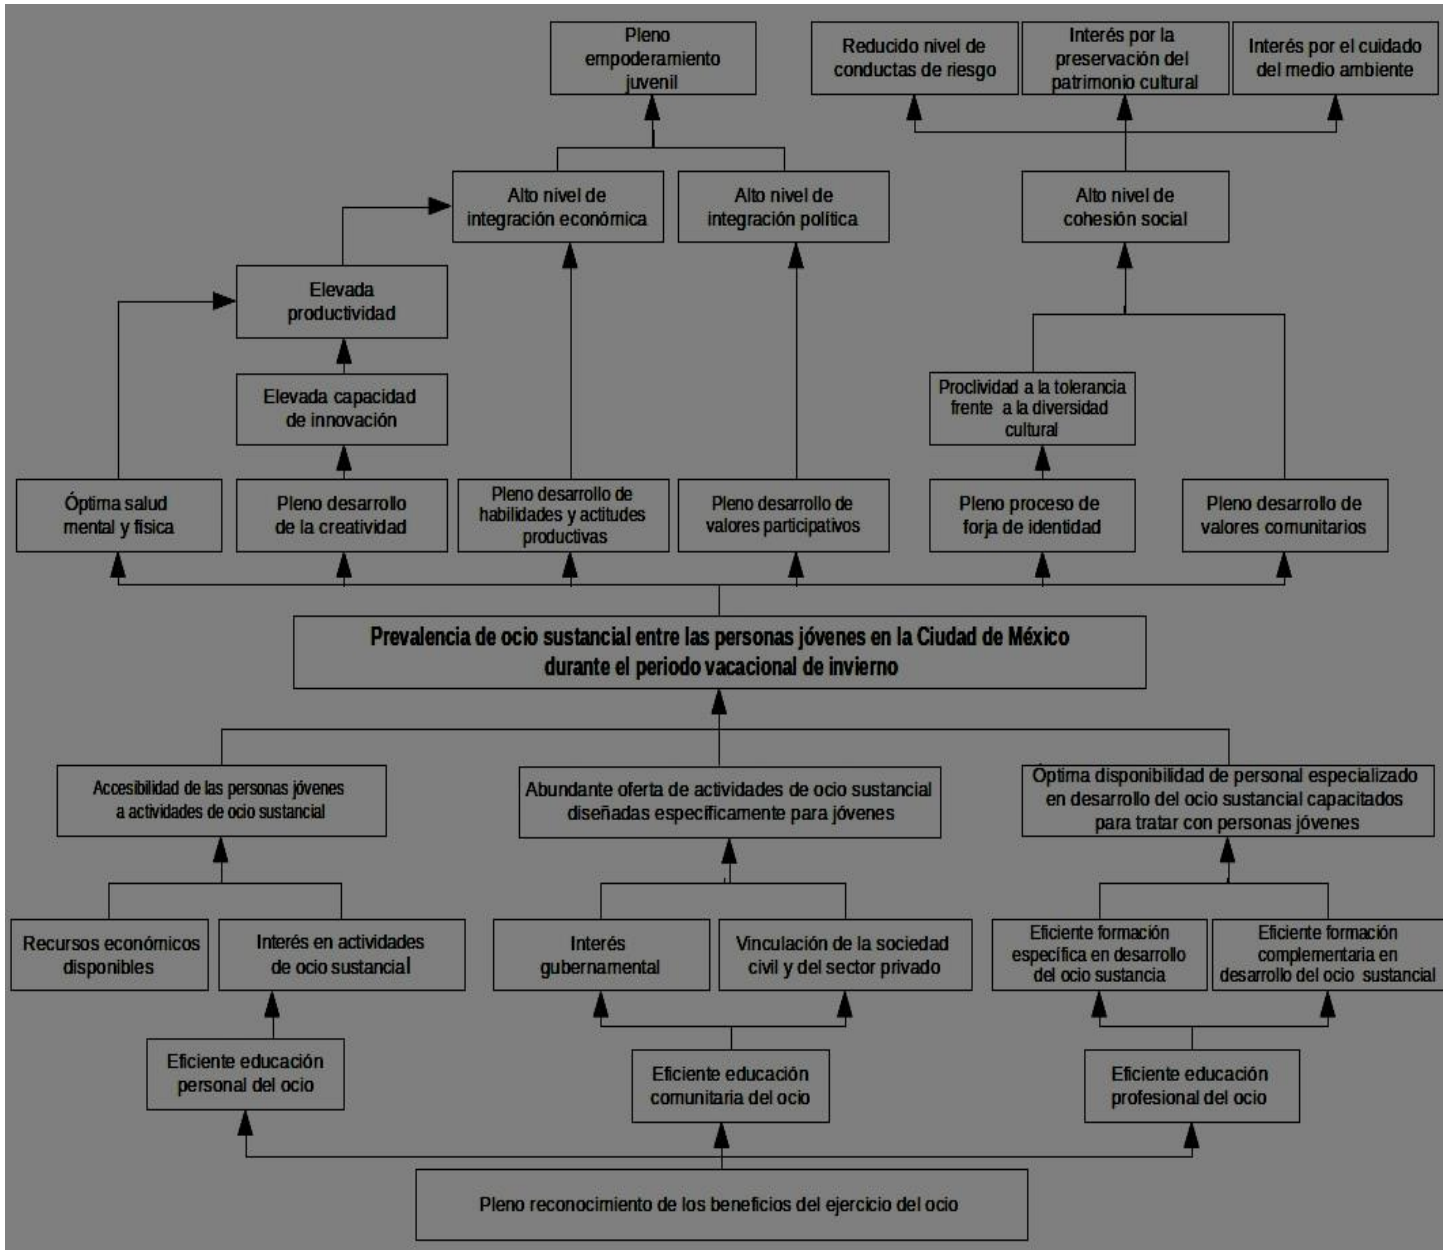 Pleno
empoderamiento
juvenil
Reducido nivel de
conductas de riesgo
Interés por la
preservación del
patrimonio cultural
Interés por el cuidado
del medio ambiente
Alto nivel de
integración económica
Alto nivel de
integración política
Alto nivel de
cohesión social
Elevada
productividad
Elevada capacidad
de innovación
Proclividad a la tolerancia
frente a la diversidad
cultural
Óptima salud
mental y física
Pleno desarrollo
de la creatividad
Pleno desarrollo de
habilidades y actitudes
productivas
Pleno desarrollo de
valores participativos
Pleno proceso de
forja de identidad
Pleno desarrollo de
valores comunitarios
Prevalencia de ocio sustancial entre las personas jóvenes en la Ciudad de México
durante el periodo vacacional de invierno
Accesibilidad de las personas jóvenes
a actividades de ocio sustancial
Abundante oferta de actividades de ocio sustancial
diseñadas específicamente para jóvenes
Óptima disponibilidad de personal especializado
en desarrollo del ocio sustancial capacitados
para tratar con personas jóvenes
Recursos económicos
disponibles
Interés en actividades
de ocio sustancial
Interés
gubernamental
Vinculación de la sociedad
civil y del sector privado
Eficiente formación
específica en desarrollo
del ocio sustancia
Eficiente formación
complementaria en
desarrollo del ocio sustancial
Eficiente educación
personal del ocio
Eficiente educación
comunitaria del ocio
Eficiente educación
profesional del ocio
Pleno reconocimiento de los beneficios del ejercicio del ocio